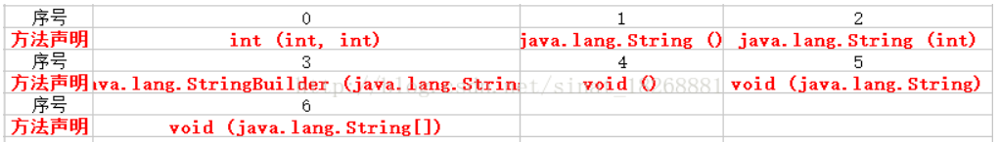 序号 0 1 2
方法声明 int (int, int) java.lang.String () java.lang.String (int)
序号 3 4 5
方法声明 ava.lang.StringBuilder (java.lang.Strin void () void (java.lang.String)
序号 6
方法声明 void (java.lang.String[])